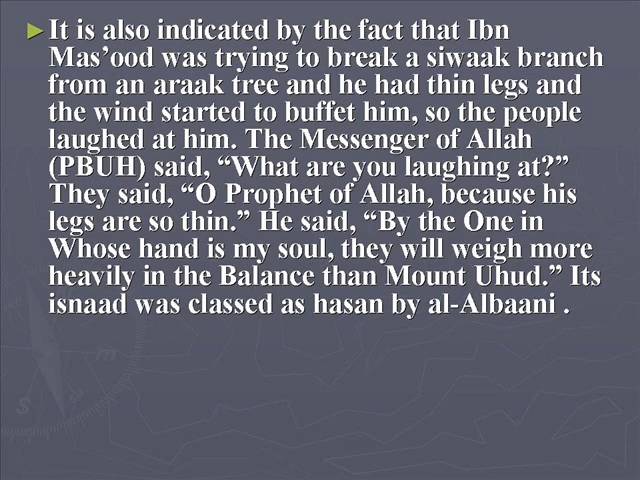 It is also indicated by the fact that Ibn
Mas’ood was trying to break a siwaak branch
from an araak tree and he had thin legs and
the wind started to buffet him, so the people
laughed at him. The Messenger of Allah
(PBUH) said, “What are you laughing at?”
They said, “O Prophet of Allah, because his
legs are so thin.” He said, “By the One in
Whose hand is my soul, they will weigh more
heavily in the Balance than Mount Uhud.” Its
isnaad was classed as hasan by al-Albaani .
m
S